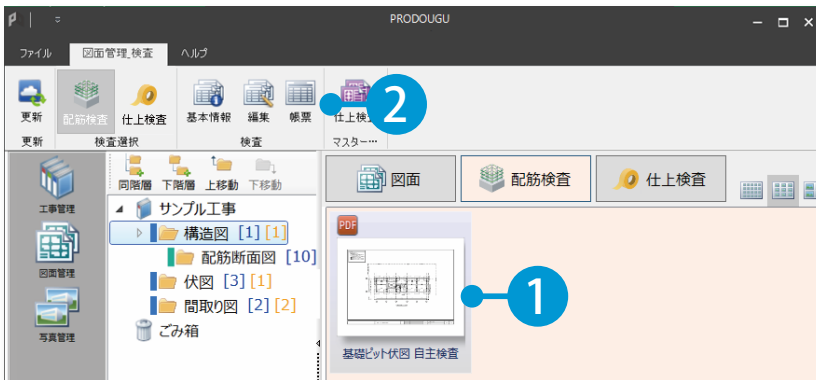 PRODOUGU
ファイル 図面管理_検査 ヘルプ
更新 配筋検査 仕上検査 基本情報 編集 帳票 仕上検
2
更新 検査選択 検査 マスター…
同階層 下階層 上移動 下移動
工事管理
図面管理
写真管理
サンプル工事
構造図 [1] [1]
配筋断面図 [10]
伏図 [3] [1]
間取り図 [2] [2]
ごみ箱
図面 配筋検査 仕上検査
PDF
1
基礎ピット伏図 自主検査